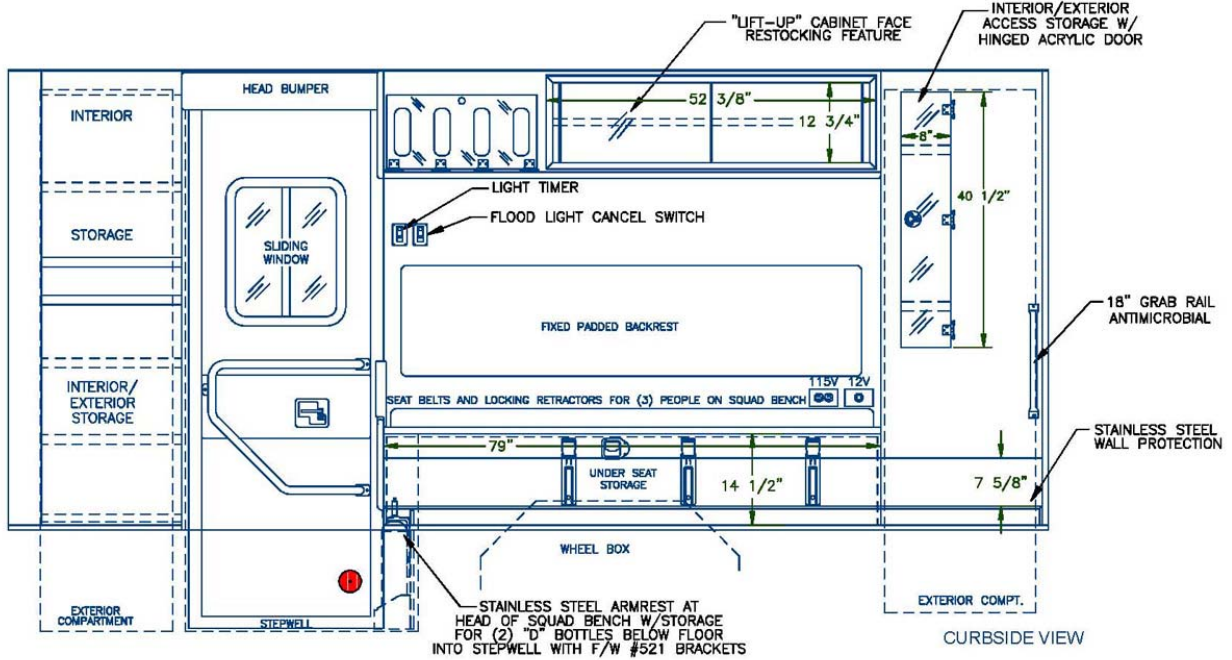 "LIFT-UP" CABINET FACE
RESTOCKING FEATURE
INTERIOR/EXTERIOR
ACCESS STORAGE W/
HINGED ACRYLIC DOOR
HEAD BUMPER
INTERIOR
52 3/8"
12 3/4"
8"
40 1/2"
LIGHT TIMER
FLOOD LIGHT CANCEL SWITCH
STORAGE
SLIDING
WINDOW
18" GRAB RAIL
ANTIMICROBIAL
FIXED PADDED BACKREST
INTERIOR/
EXTERIOR
STORAGE
115V 12V
SEAT BELTS AND LOCKING RETRACTORS FOR (3) PEOPLE ON SQUAD BENCH
STAINLESS STEEL
WALL PROTECTION
79"
UNDER SEAT
STORAGE
14 1/2"
7 5/8"
WHEEL BOX
EXTERIOR
COMPARTMENT
STEPWELL
STAINLESS STEEL ARMREST AT
HEAD OF SQUAD BENCH W/STORAGE
FOR (2) "D" BOTTLES BELOW FLOOR
INTO STEPWELL WITH F/W #521 BRACKETS
EXTERIOR COMPT.
CURBSIDE VIEW